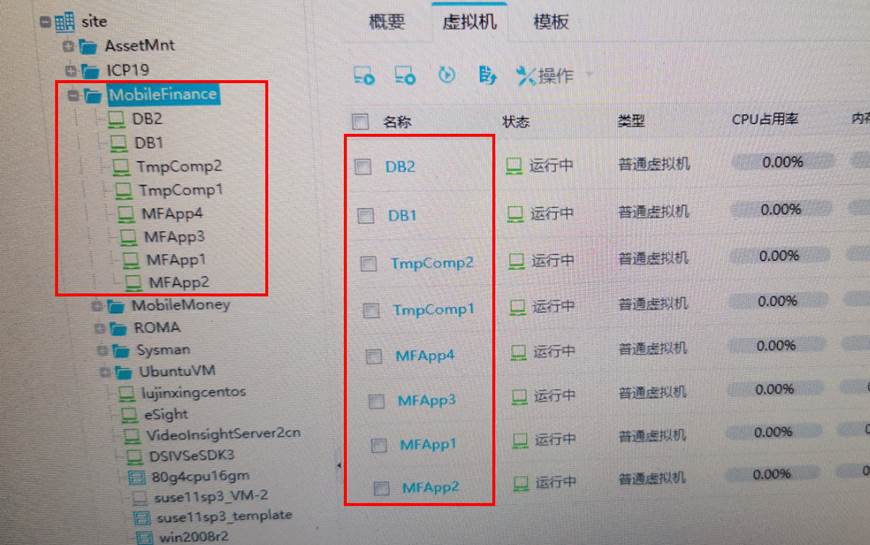 site
AssetMnt
ICP19
MobileFinance
DB2
DB1
TmpComp2
TmpComp1
MFApp4
MFApp3
MFApp1
MFApp2
MobileMoney
ROMA
Sysman
UbuntuVM
lujinxingcentos
eSight
VideoInsightServer2cn
DSIVSeSDK3
80g4cpu16gm
suse11sp3_VM-2
suse11sp3_template
win2008r2
概要 虚拟机 模板
操作
名称 状态 类型 CPU占用率 内存
DB2 运行中 普通虚拟机 0.00%
DB1 运行中 普通虚拟机 0.00%
TmpComp2 运行中 普通虚拟机 0.00%
TmpComp1 运行中 普通虚拟机 0.00%
MFApp4 运行中 普通虚拟机 0.00%
MFApp3 运行中 普通虚拟机 0.00% 0
MFApp1 运行中 普通虚拟机 0.00% 0
MFApp2 运行中 普通虚拟机 0.00% 0